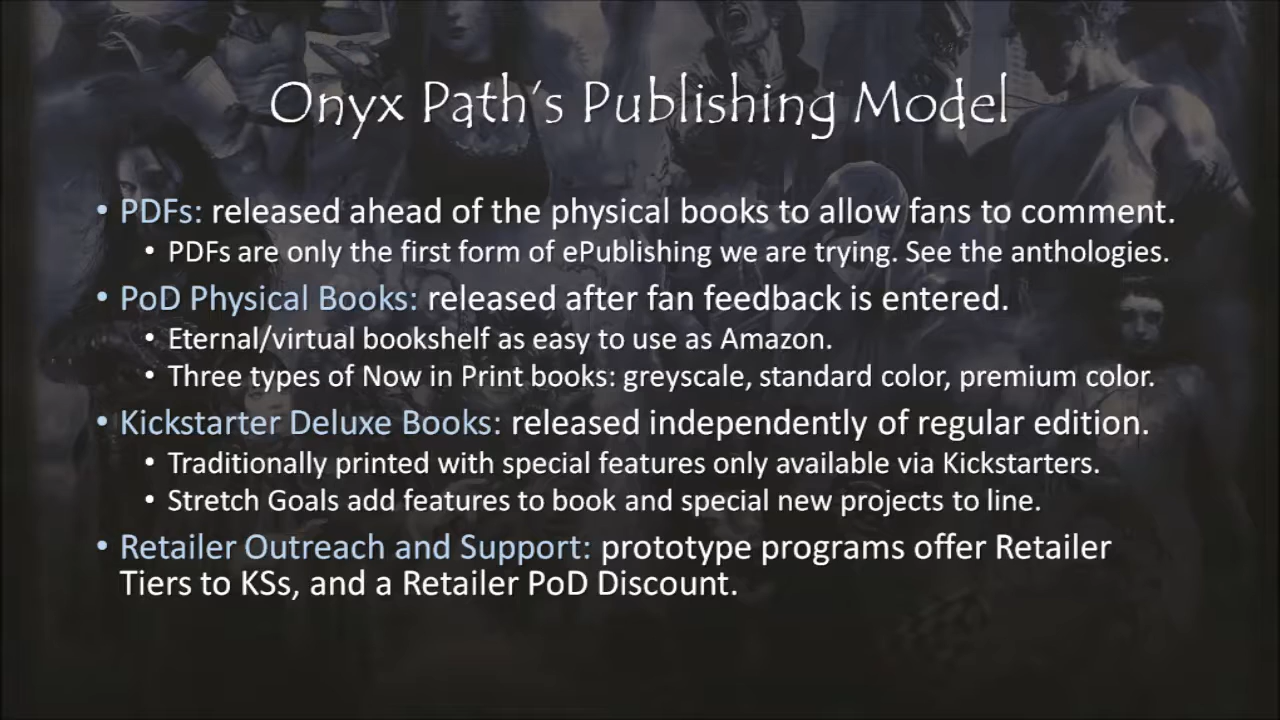 Onyx Path's Publishing Model
• PDFs: released ahead of the physical books to allow fans to comment.
• PDFs are only the first form of ePublishing we are trying. See the anthologies.
• PoD Physical Books: released after fan feedback is entered.
• Eternal/virtual bookshelf as easy to use as Amazon.
• Three types of Now in Print books: greyscale, standard color, premium color.
• Kickstarter Deluxe Books: released independently of regular edition.
• Traditionally printed with special features only available via Kickstarters.
• Stretch Goals add features to book and special new projects to line.
• Retailer Outreach and Support: prototype programs offer Retailer
Tiers to KSs, and a Retailer PoD Discount.